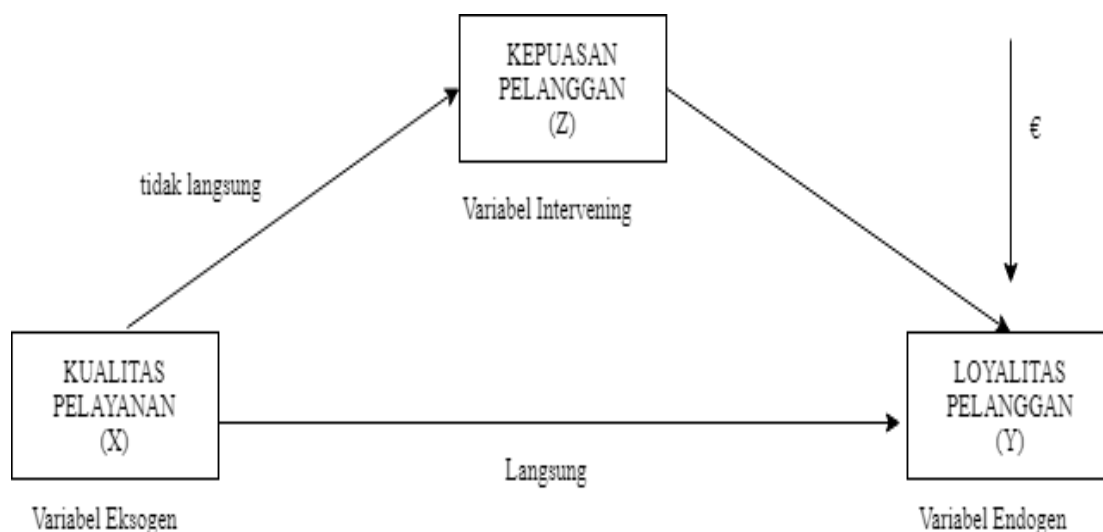 KEPUASAN
PELANGGAN
(Z)
€
tidak langsung
Variabel Intervening
KUALITAS
PELAYANAN
(X)
LOYALITAS
PELANGGAN
(Y)
Langsung
Variabel Eksogen
Variabel Endogen